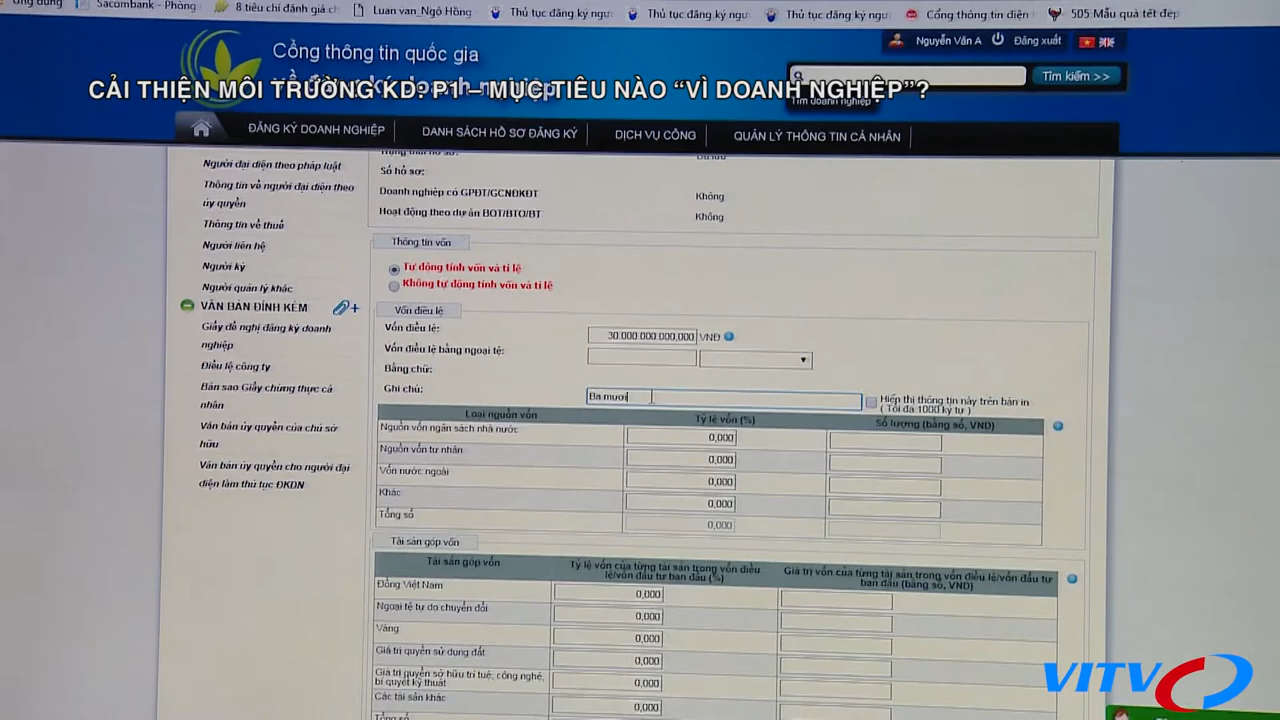 Sacombank - Phòng
8 tiêu chí đánh giá ch
Luan van_Ngô Hồng
Thủ tục đăng ký ngư
Thủ tục đăng ký ngư
Thủ tục đăng ký ngư
Cổng thông tin điện
505 Mẫu quà tết đẹp
Cổng thông tin quốc gia
Nguyễn Văn A
Đăng xuất
CẢI THIỆN MÔI TRƯỜNG KD? P1 – MỤC TIÊU NÀO “VÌ DOANH NGHIỆP”?
Tìm kiếm >>
Tìm doanh nghiệp
ĐĂNG KÝ DOANH NGHIỆP
DANH SÁCH HỒ SƠ ĐĂNG KÝ
DỊCH VỤ CÔNG
QUẢN LÝ THÔNG TIN CÁ NHÂN
Người đại diện theo pháp luật
Thông tin về người đại diện theo
ủy quyền
Thông tin về thuế
Người liên hệ
Người ký
Người quản lý khác
VĂN BẢN ĐÍNH KÈM
Giấy đề nghị đăng ký doanh
nghiệp
Điều lệ công ty
Bản sao Giấy chứng thực cá
nhân
Văn bản ủy quyền của chủ sở
hữu
Văn bản ủy quyền cho người đại
diện làm thủ tục ĐKDN
Số hồ sơ:
Doanh nghiệp có GPĐT/GCNĐKĐT
Không
Hoạt động theo dự án BOT/BTO/BT
Không
Thông tin vốn
Tự động tính vốn và tỉ lệ
Không tự động tính vốn và tỉ lệ
Vốn điều lệ
Vốn điều lệ:
30.000.000.000.000 VNĐ
Vốn điều lệ bằng ngoại tệ:
Bằng chữ:
Ghi chú:
Ba mươi
Hiển thị thông tin này trên bản in
( Tối đa 1000 ký tự )
Loại nguồn vốn
Tỷ lệ vốn (%)
Số lượng (bằng số, VND)
Nguồn vốn ngân sách nhà nước
0,000
Nguồn vốn tư nhân
0,000
Vốn nước ngoài
0,000
Khác
0,000
Tổng số
0,000
Tài sản góp vốn
Tài sản góp vốn
Tỷ lệ vốn của từng tài sản trong vốn điều
lệ/vốn đầu tư ban đầu (%)
Giá trị vốn của từng tài sản trong vốn điều lệ/vốn đầu tư
ban đầu (bằng số, VND)
Đồng Việt Nam
0,000
Ngoại tệ tự do chuyển đổi
0,000
Vàng
0,000
Giá trị quyền sử dụng đất
0,000
Giá trị quyền sở hữu trí tuệ, công nghệ,
bí quyết kỹ thuật
0,000
Các tài sản khác
0,000
Tổng số
VITV